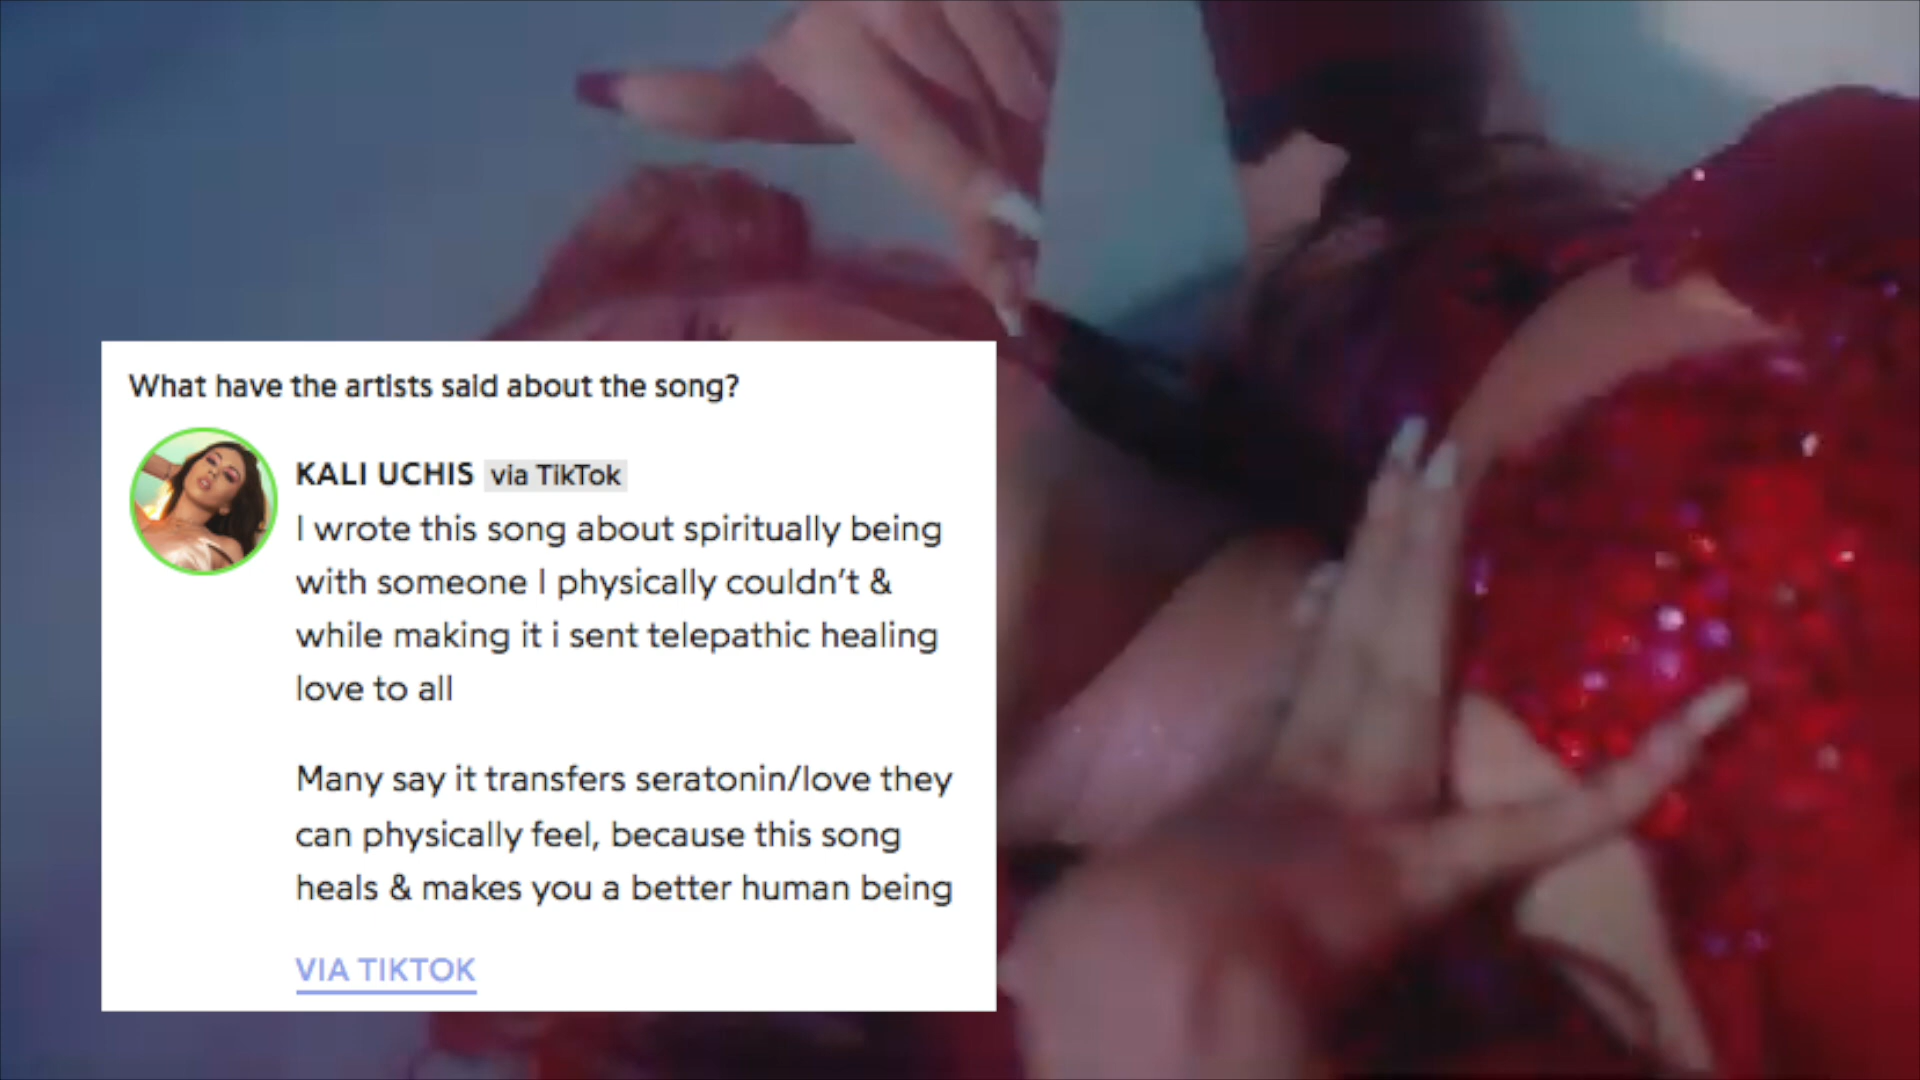 What have the artists said about the song?
KALI UCHIS via TikTok
I wrote this song about spiritually being
with someone I physically couldn't &
while making it i sent telepathic healing
love to all
Many say it transfers seratonin/love they
can physically feel, because this song
heals & makes you a better human being
VIA TIKTOK